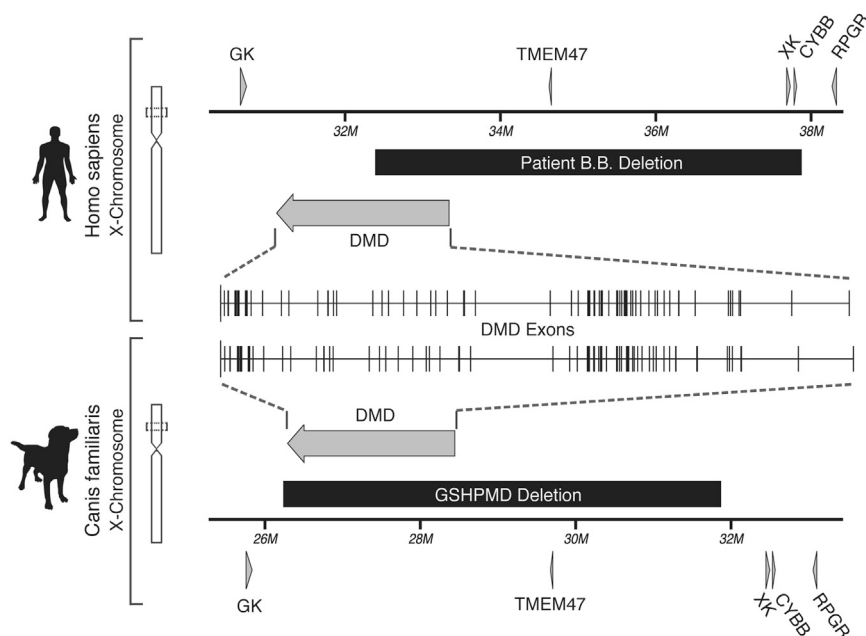 GK
TMEM47
XK
CYBB
RPGR
32M
34M
36M
38M
Patient B.B. Deletion
DMD
Homo sapiens
X-Chromosome
DMD Exons
DMD
Canis familiaris
X-Chromosome
GSHPMD Deletion
26M
28M
30M
32M
GK
TMEM47
XK
CYBB
RPGR